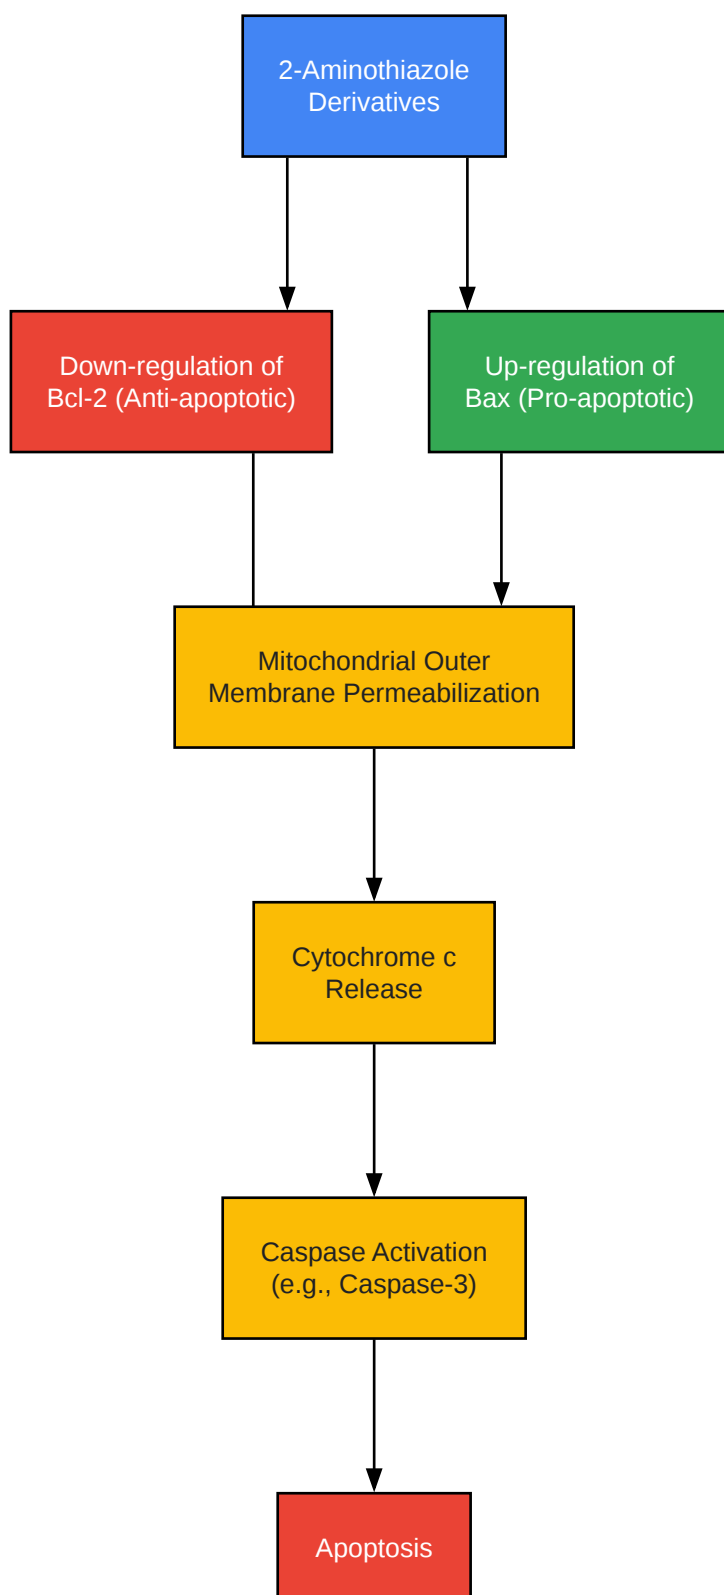 2-Aminothiazole
Derivatives
Down-regulation of
Bcl-2 (Anti-apoptotic)
Up-regulation of
Bax (Pro-apoptotic)
Mitochondrial Outer
Membrane Permeabilization
Cytochrome c
Release
Caspase Activation
(e.g., Caspase-3)
Apoptosis